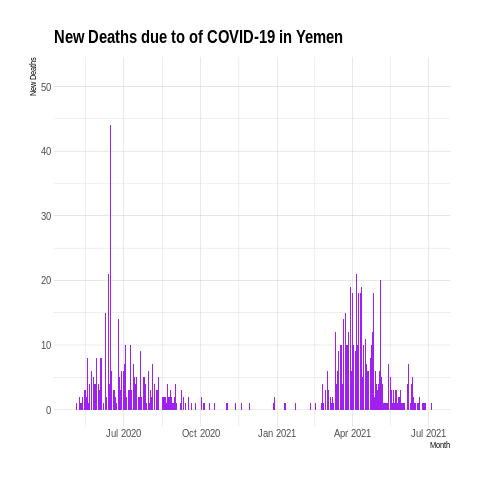 New Deaths due to of COVID-19 in Yemen
New Deaths
50
40
30
20
10
0
Jul 2020 Oct 2020 Jan 2021 Apr 2021 Jul 2021
Month